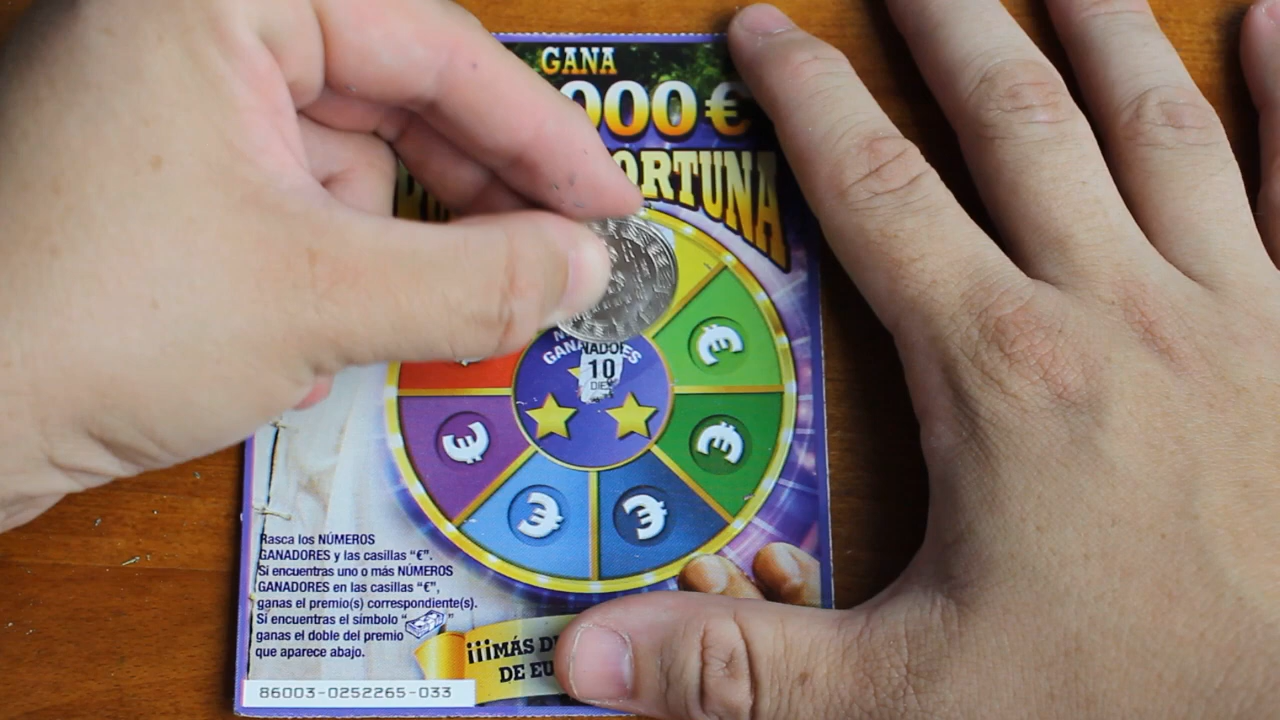 GANA
000 €
ORTUNA
GANADORES
10
DIEZ
Rasca los NÚMEROS
GANADORES y las casillas "€".
Si encuentras uno o más NÚMEROS
GANADORES en las casillas "€",
ganas el premio(s) correspondiente(s).
Si encuentras el símbolo " "
ganas el doble del premio
que aparece abajo.
¡¡¡MÁS D
DE EU
86003-0252265-033